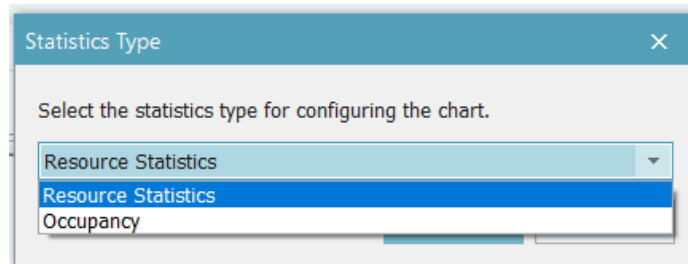 Statistics Type
Select the statistics type for configuring the chart.
Resource Statistics
Resource Statistics
Occupancy